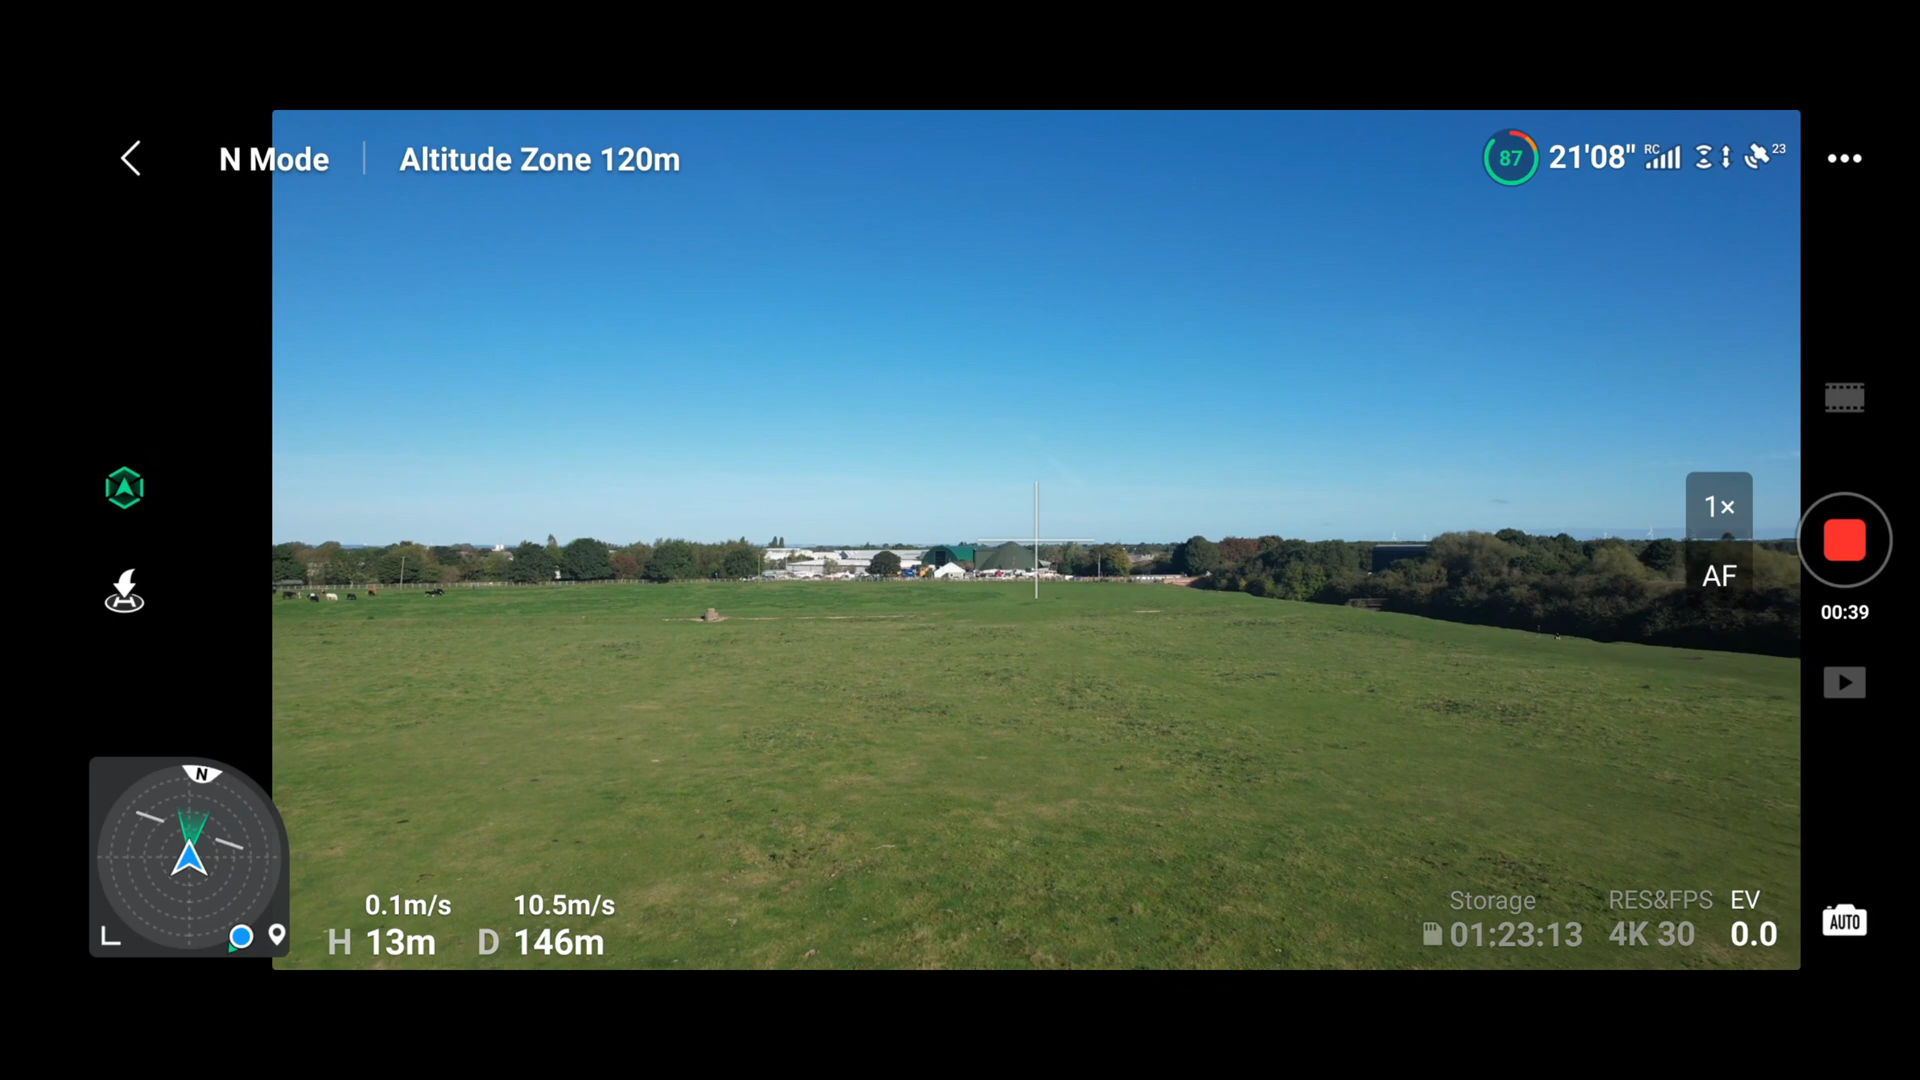 N Mode
Altitude Zone 120m
87
21'08"
RC
23
1×
AF
00:39
N
L
0.1m/s
10.5m/s
H 13m
D 146m
Storage
01:23:13
RES&FPS
4K 30
EV
0.0
AUTO